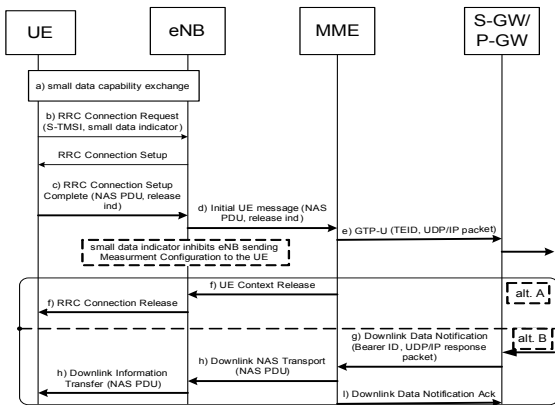 UE
eNB
MME
S-GW/
P-GW
a) small data capability exchange
b) RRC Connection Request
(S-TMSI, small data indicator)
RRC Connection Setup
c) RRC Connection Setup
Complete (NAS PDU, release
ind)
d) Initial UE message (NAS
PDU, release ind)
e) GTP-U (TEID, UDP/IP packet)
small data indicator inhibits eNB sending
Measurment Configuration to the UE
f) UE Context Release
alt. A
f) RRC Connection Release
alt. B
g) Downlink Data Notification
(Bearer ID, UDP/IP response
packet)
h) Downlink NAS Transport
(NAS PDU)
h) Downlink Information
Transfer (NAS PDU)
I) Downlink Data Notification Ack